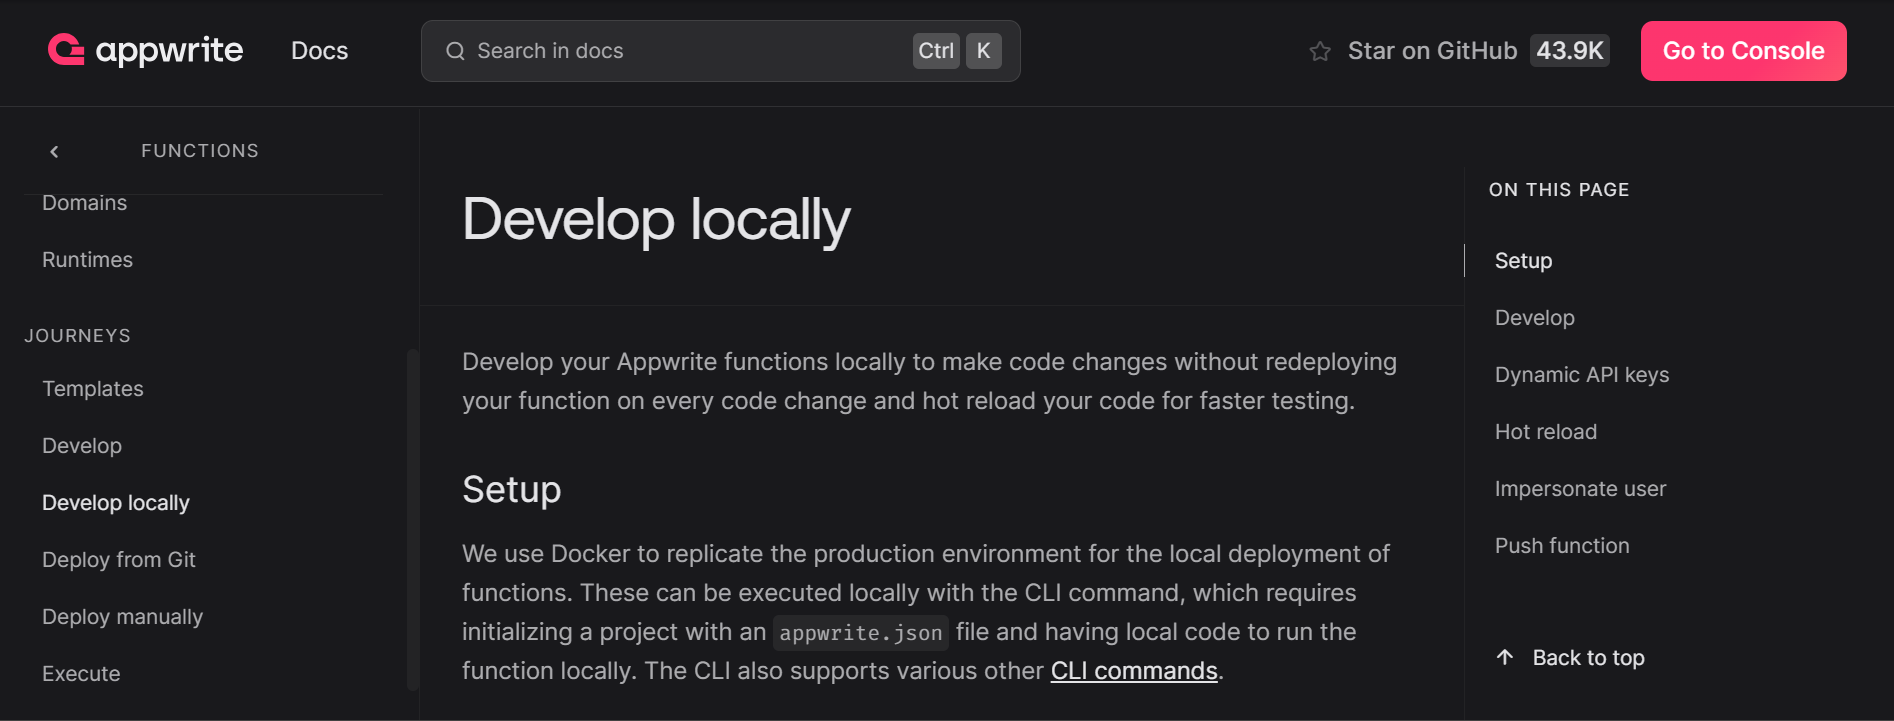 appwrite Docs Search in docs Ctrl K Star on GitHub 43.9K Go to Console
FUNCTIONS
Domains
Runtimes
JOURNEYS
Templates
Develop
Develop locally
Deploy from Git
Deploy manually
Execute
Develop locally
Develop your Appwrite functions locally to make code changes without redeploying
your function on every code change and hot reload your code for faster testing.
Setup
We use Docker to replicate the production environment for the local deployment of
functions. These can be executed locally with the CLI command, which requires
initializing a project with an appwrite.json file and having local code to run the
function locally. The CLI also supports various other CLI commands.
ON THIS PAGE
Setup
Develop
Dynamic API keys
Hot reload
Impersonate user
Push function
Back to top